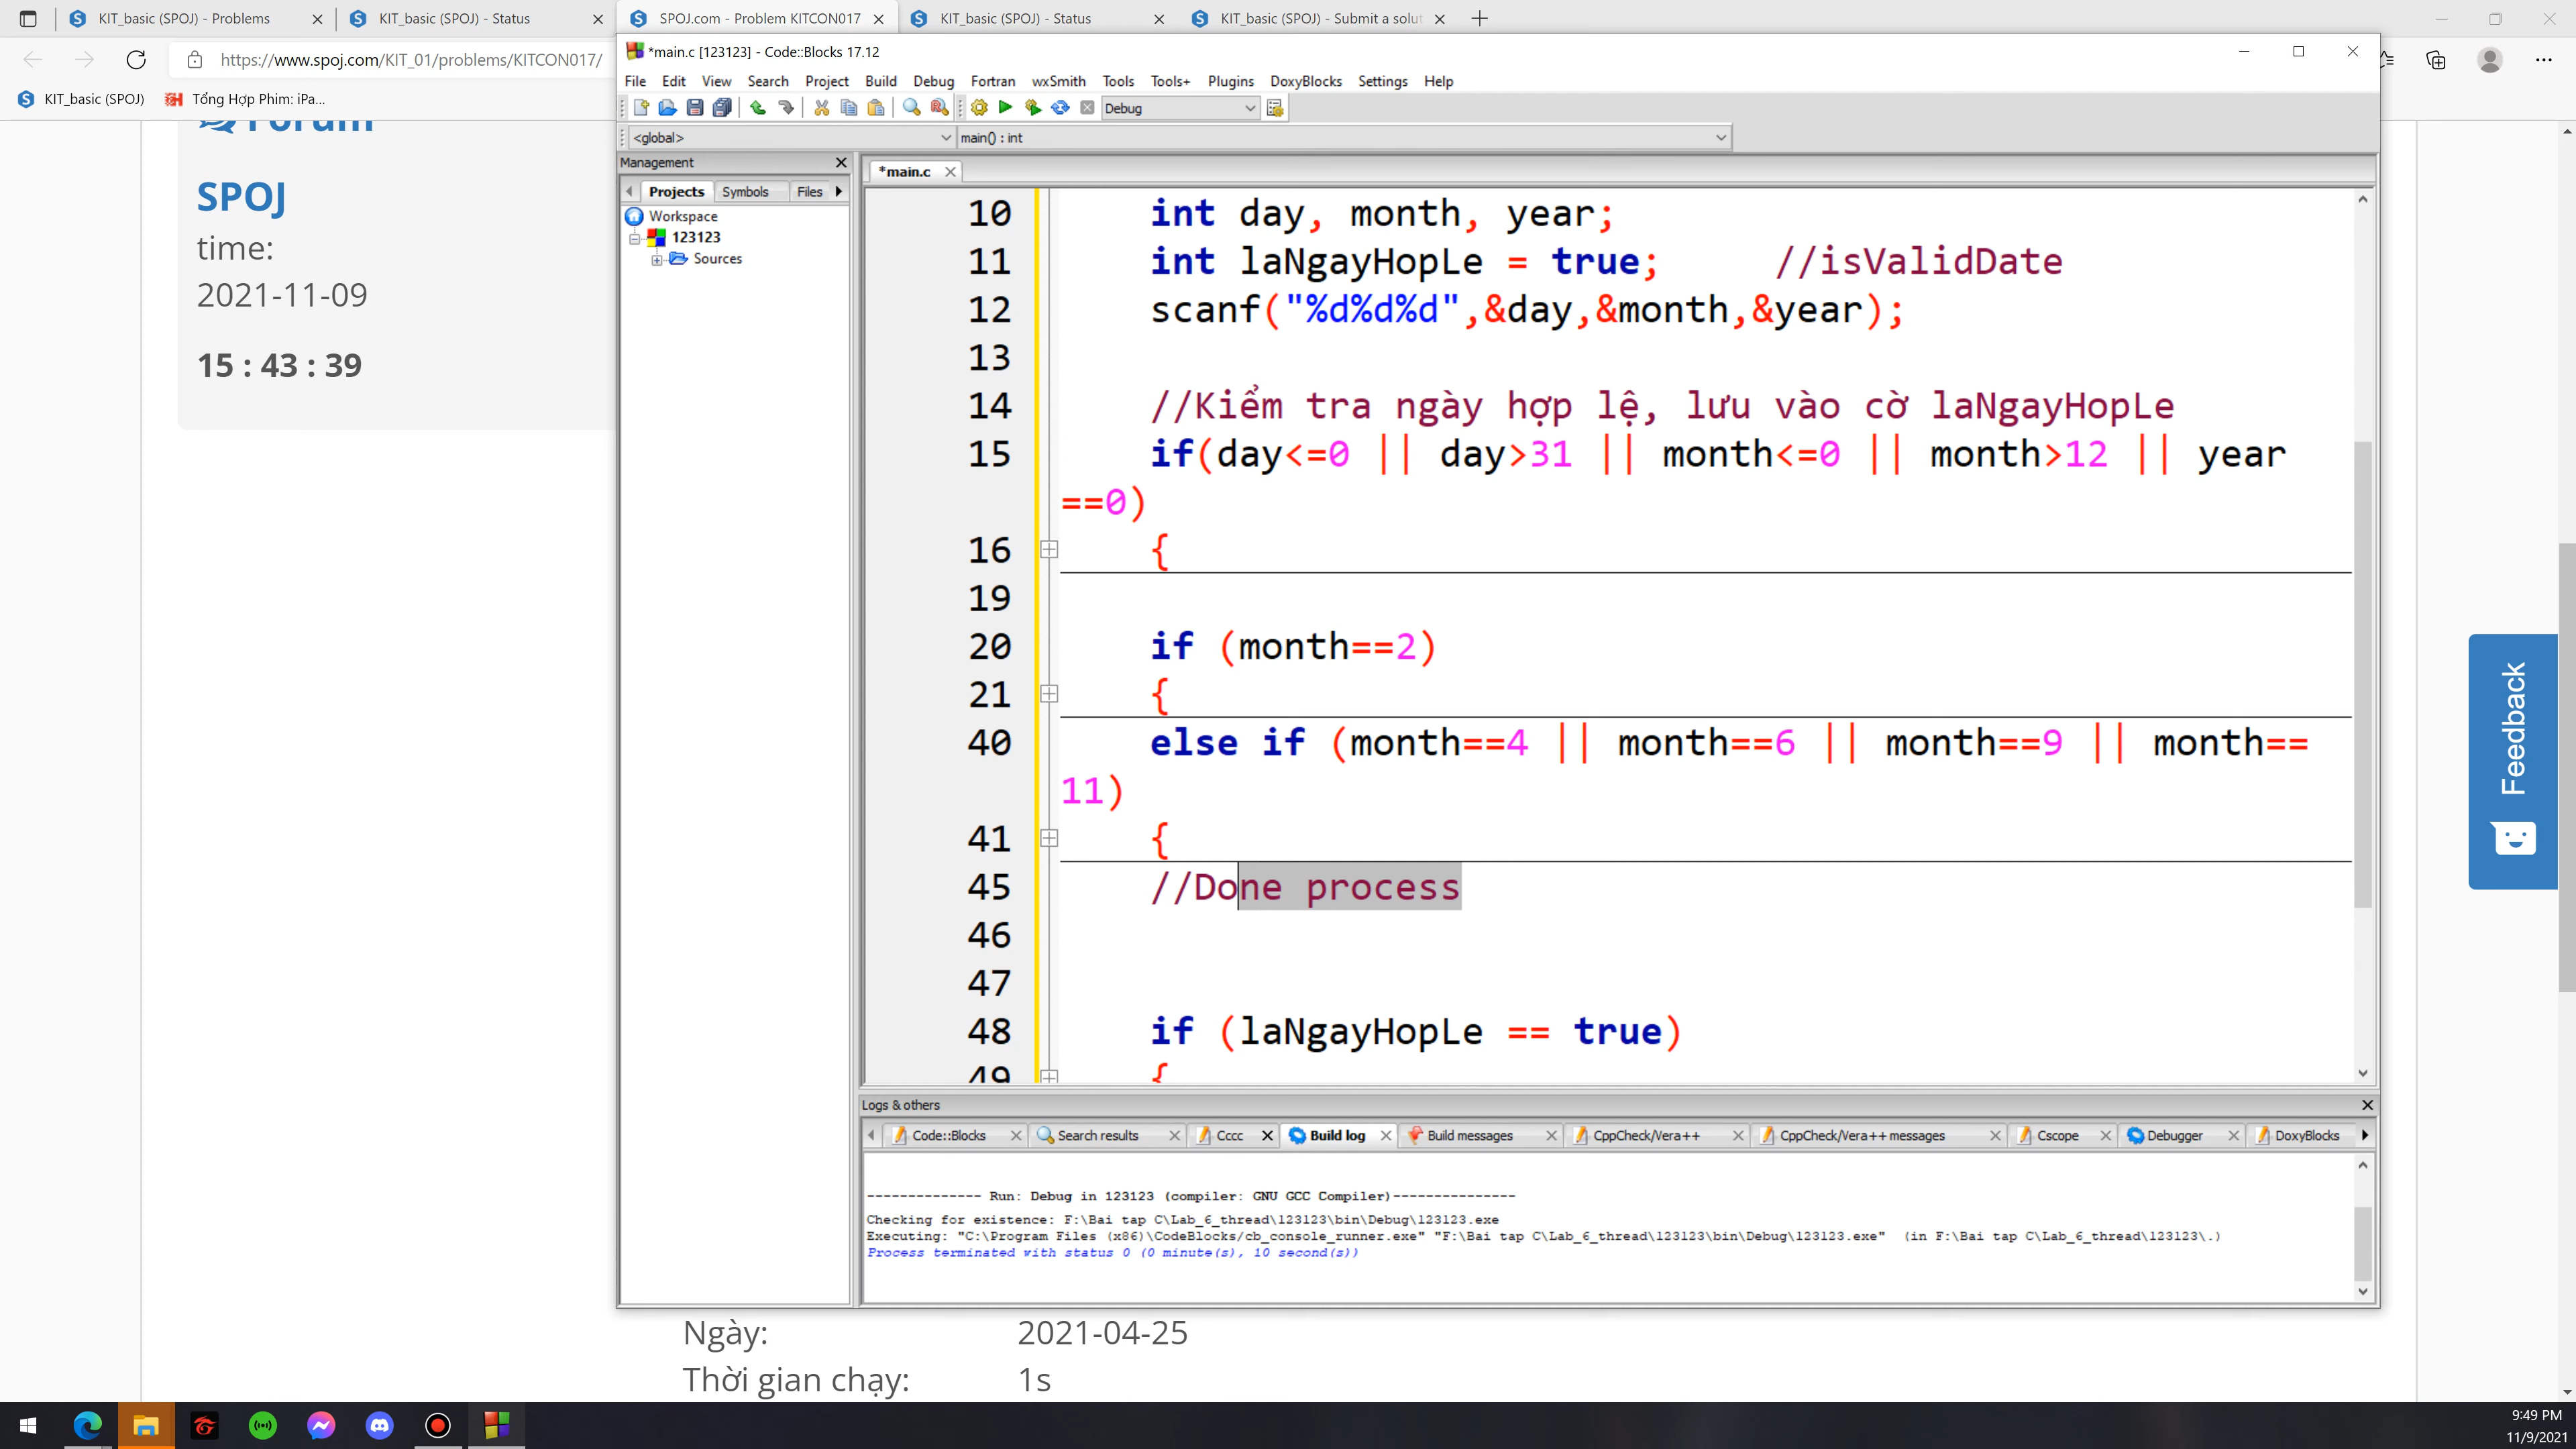 KIT_basic (SPOJ) - Problems
KIT_basic (SPOJ) - Status
SPOJ.com - Problem KITCON017
KIT_basic (SPOJ) - Status
KIT_basic (SPOJ) - Submit a solut
https://www.spoj.com/KIT_01/problems/KITCON017/
KIT_basic (SPOJ)
Tổng Hợp Phim: iPa...
Forum
SPOJ
time:
2021-11-09
15 : 43 : 39
*main.c [123123] - Code::Blocks 17.12
File Edit View Search Project Build Debug Fortran wxSmith Tools Tools+ Plugins DoxyBlocks Settings Help
Debug
<global>
main() : int
Management
Projects Symbols Files
Workspace
123123
Sources
*main.c
10 int day, month, year;
11 int laNgayHopLe = true; //isValidDate
12 scanf("%d%d%d",&day,&month,&year);
13
14 //Kiểm tra ngày hợp lệ, lưu vào cờ laNgayHopLe
15 if(day<=0 || day>31 || month<=0 || month>12 || year
==0)
16 {
19
20 if (month==2)
21 {
40 else if (month==4 || month==6 || month==9 || month==
11)
41 {
45 //Done process
46
47
48 if (laNgayHopLe == true)
49 {
Logs & others
Code::Blocks Search results Cccc Build log Build messages CppCheck/Vera++ CppCheck/Vera++ messages Cscope Debugger DoxyBlocks
-------------- Run: Debug in 123123 (compiler: GNU GCC Compiler)---------------
Checking for existence: F:\Bai tap C\Lab_6_thread\123123\bin\Debug\123123.exe
Executing: "C:\Program Files (x86)\CodeBlocks/cb_console_runner.exe" "F:\Bai tap C\Lab_6_thread\123123\bin\Debug\123123.exe"  (in F:\Bai tap C\Lab_6_thread\123123\.)
Process terminated with status 0 (0 minute(s), 10 second(s))
Feedback
Ngày: 2021-04-25
Thời gian chạy: 1s
9:49 PM
11/9/2021